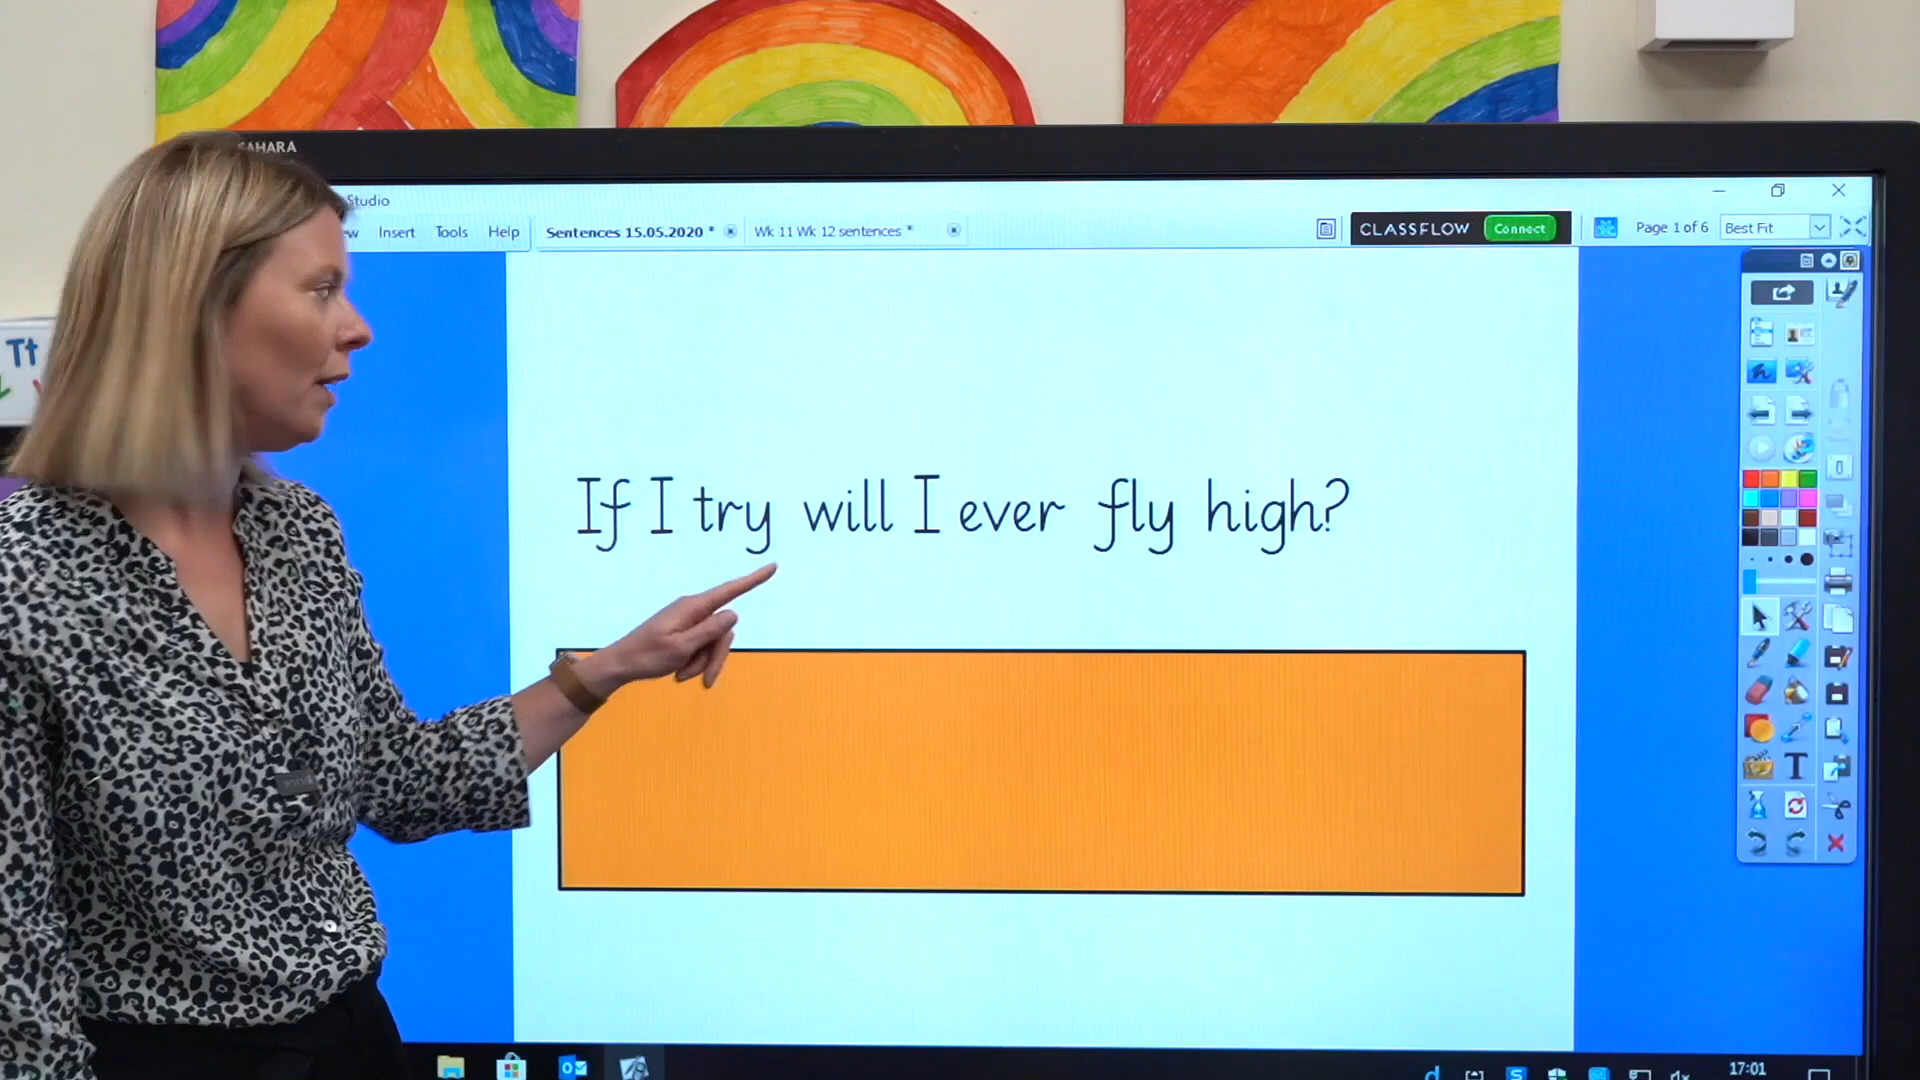 SAHARA
Studio
ew Insert Tools Help
Sentences 15.05.2020 *
Wk 11 Wk 12 sentences *
CLASSFLOW Connect
Page 1 of 6
Best Fit
Tt
If I try will I ever fly high?
T
17:01